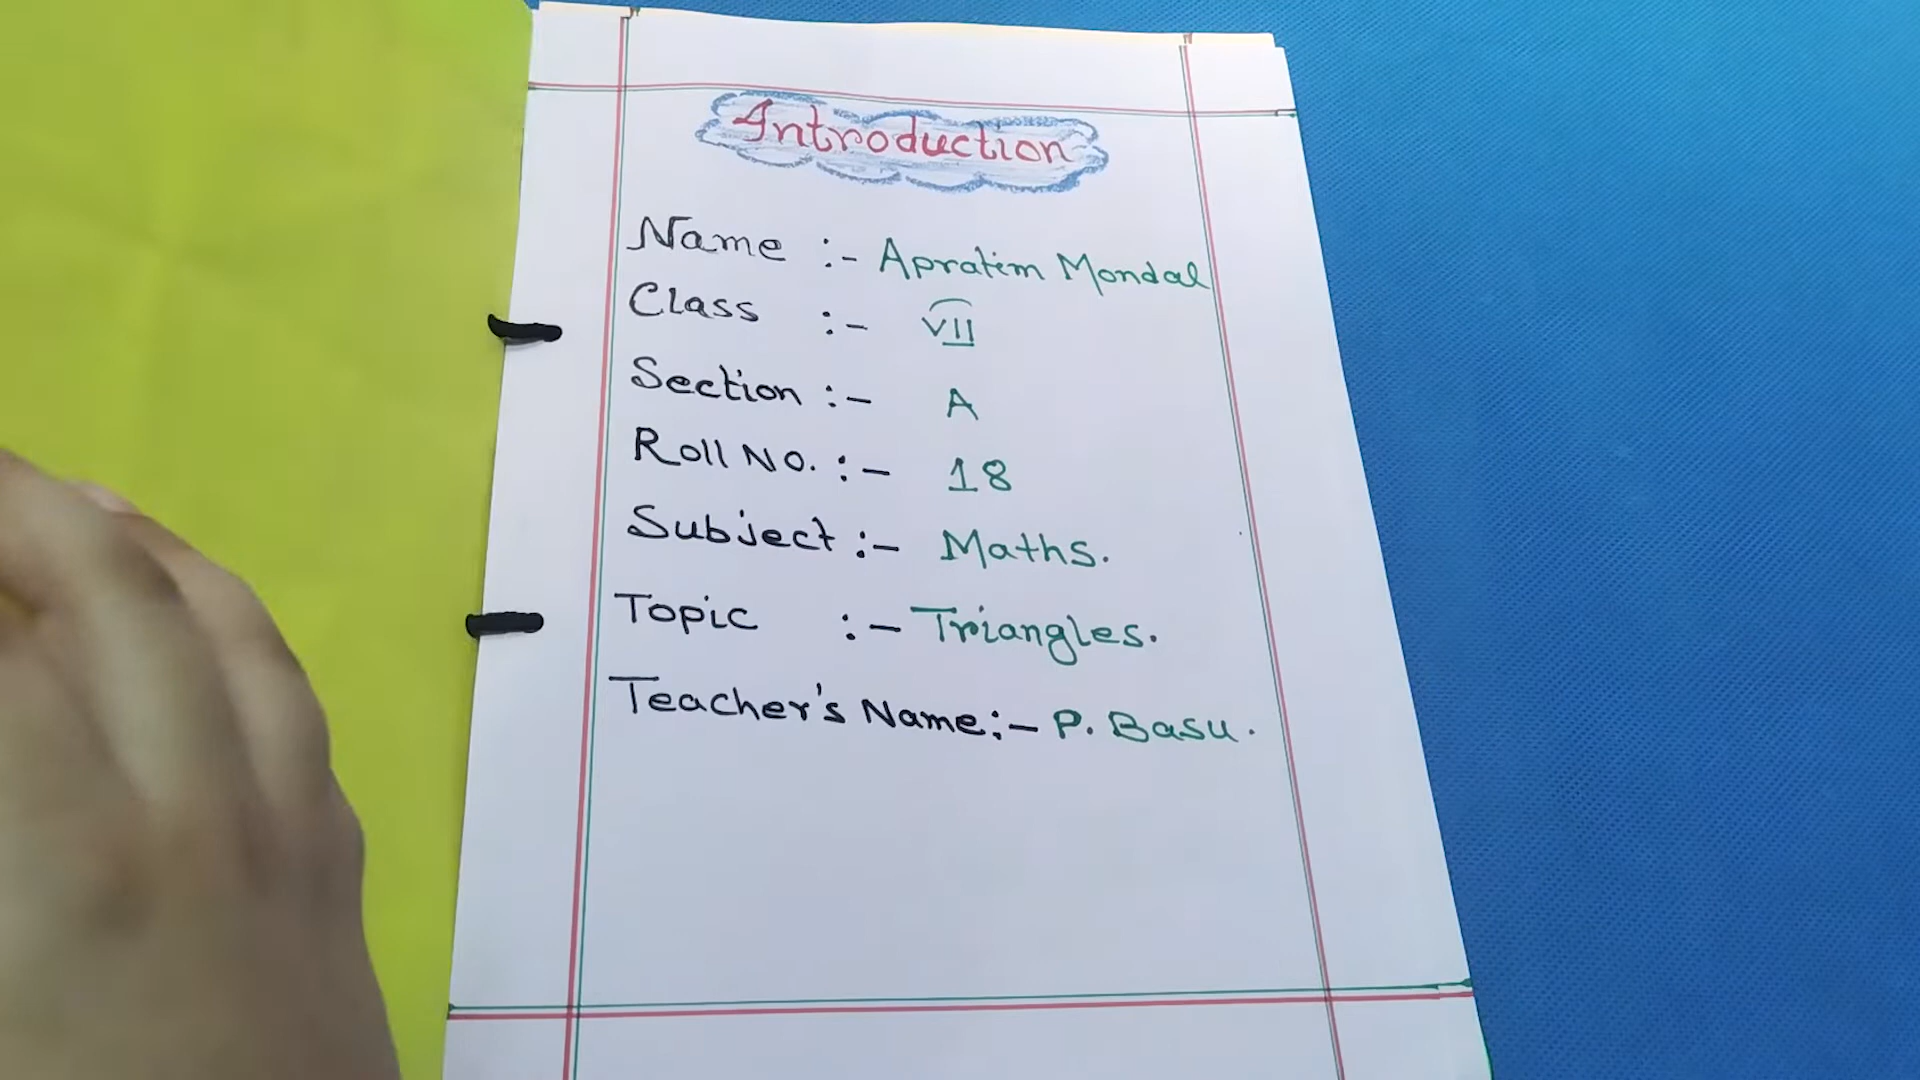 Introduction
Name :- Apratim Mondal
Class :- VII
Section :- A
Roll No. :- 18
Subject :- Maths.
Topic :- Triangles.
Teacher's Name:- P. Basu.